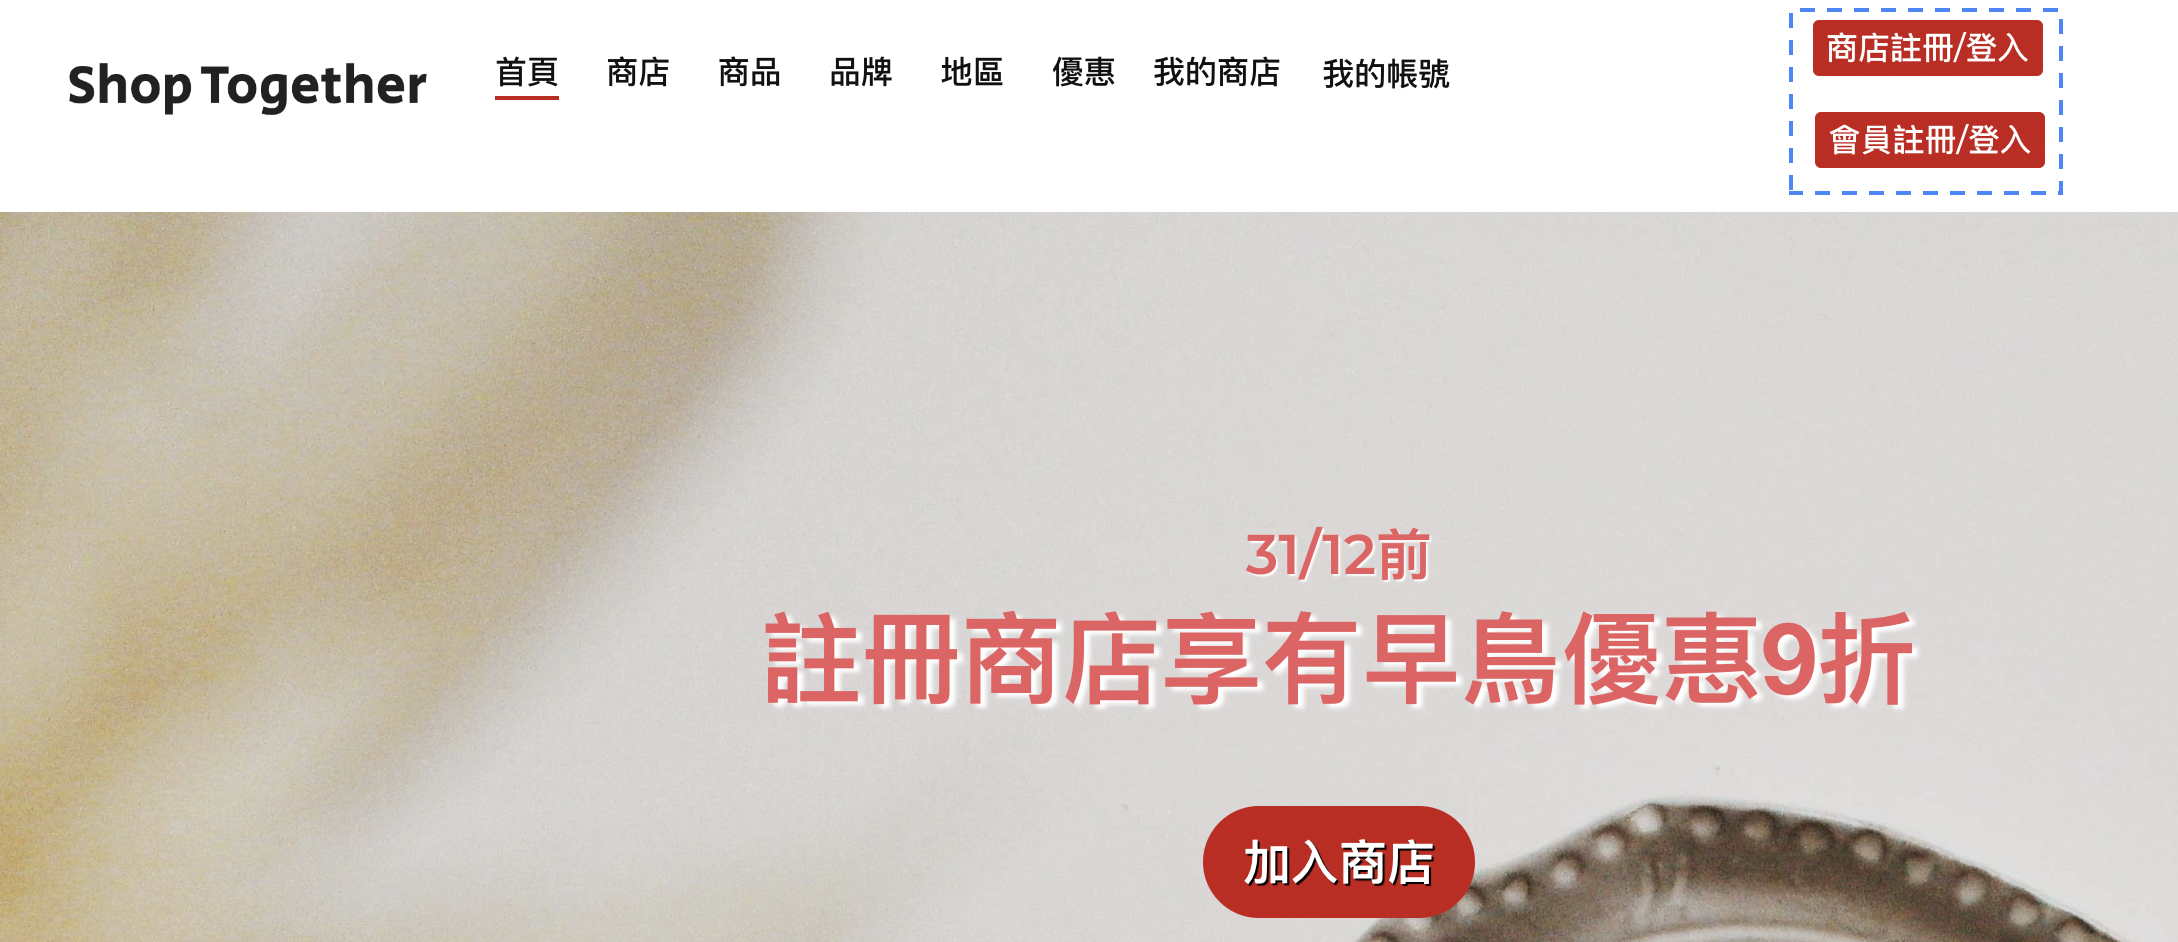 Shop Together
首頁 商店 商品 品牌 地區 優惠 我的商店 我的帳號
商店註冊/登入
會員註冊/登入
31/12前
註冊商店享有早鳥優惠9折
加入商店